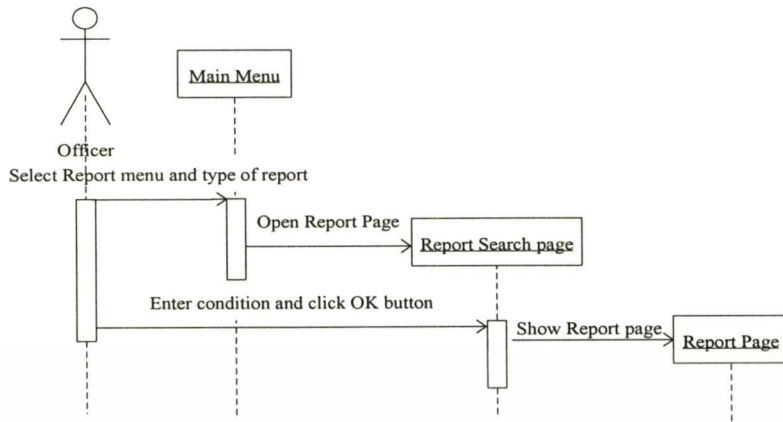 Main Menu
Officer
Select Report menu and type of report
Open Report Page
Report Search page
Enter condition and click OK button
Show Report page
Report Page